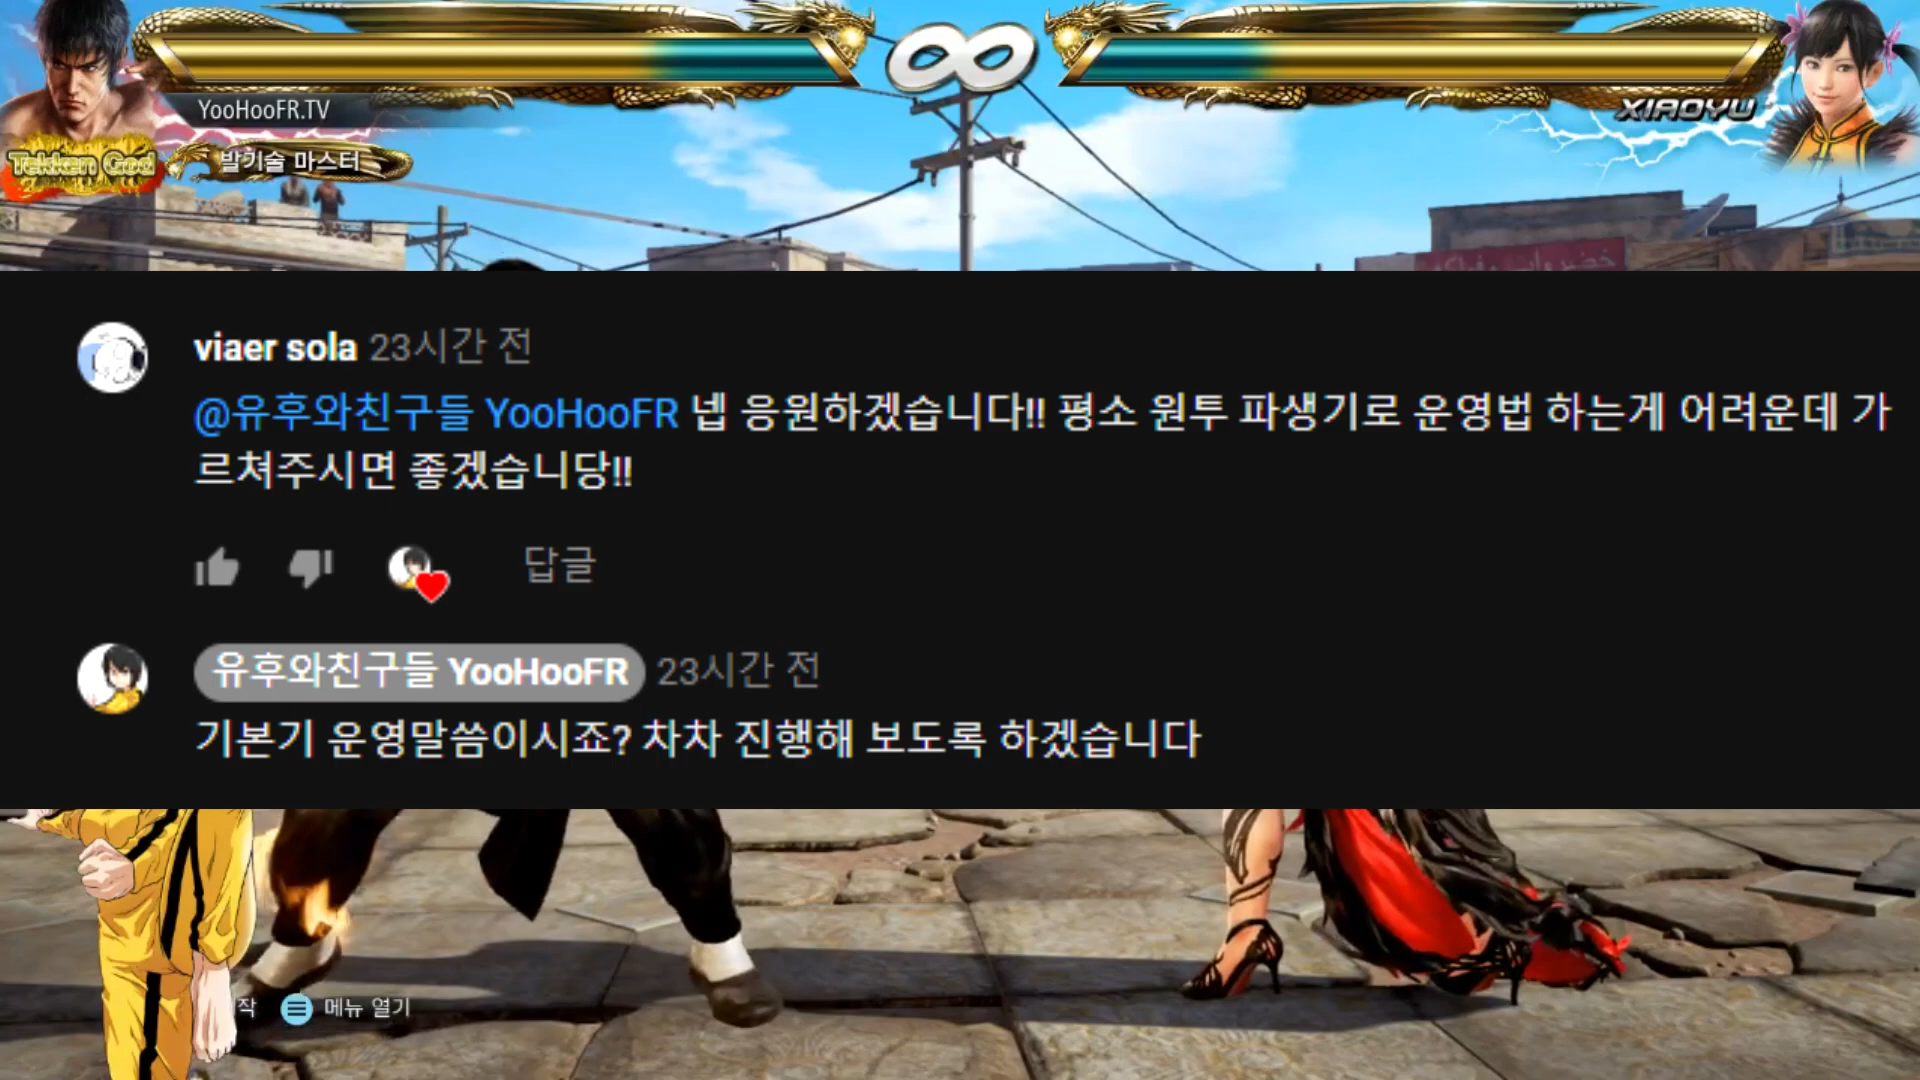 YooHooFR.TV
XIAOYU
Tekken God
발기술 마스터
viaer sola 23시간 전
@유후와친구들 YooHooFR 넵 응원하겠습니다!! 평소 원투 파생기로 운영법 하는게 어려운데 가
르쳐주시면 좋겠습니당!!
답글
유후와친구들 YooHooFR 23시간 전
기본기 운영말씀이시죠? 차차 진행해 보도록 하겠습니다
작 메뉴 열기